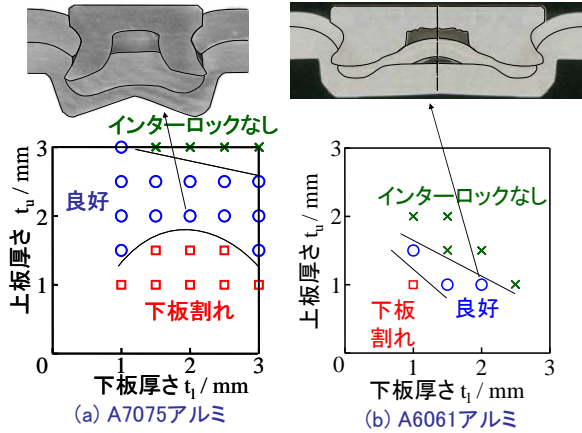 インターロックなし
3
良好
2
1
0
下板割れ
1
2
3
上板厚さ tu / mm
下板厚さ tl / mm
(a) A7075アルミ
3
インターロックなし
2
1
0
下板
割れ
良好
1
2
3
上板厚さ tu / mm
下板厚さ tl / mm
(b) A6061アルミ